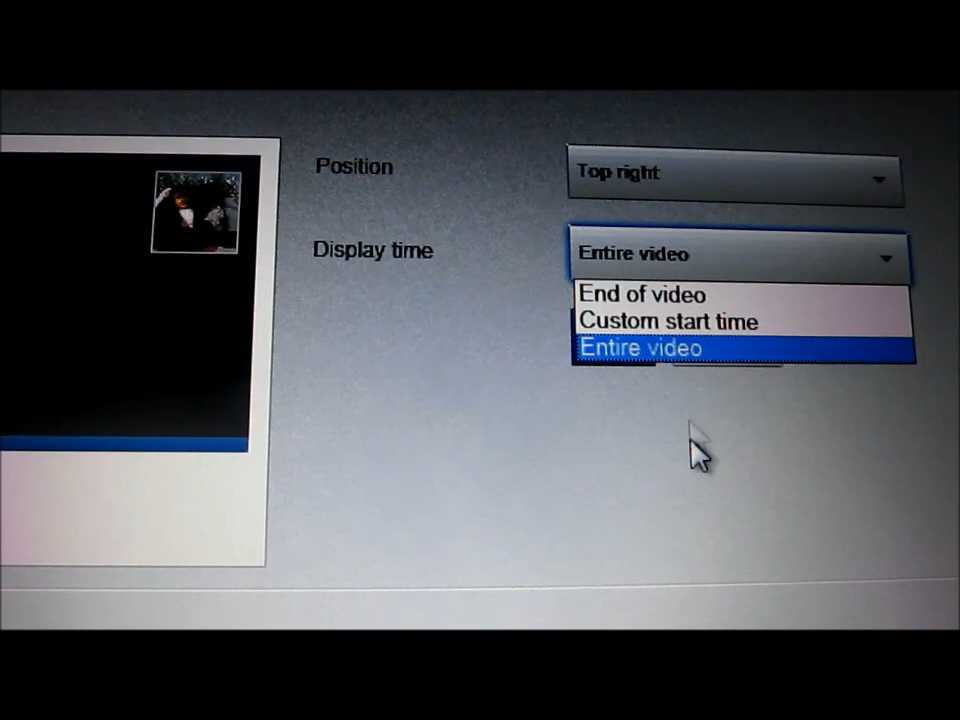 Position
Top right
Display time
Entire video
End of video
Custom start time
Entire video